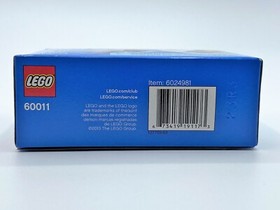 LEGO
60011
LEGO.com/club
LEGO.com/service
LEGO and the LEGO logo
are trademarks of the/sont
des marques de commerce
de/son marcas registradas
de LEGO Group.
©2013 The LEGO Group.
Item: 6024981